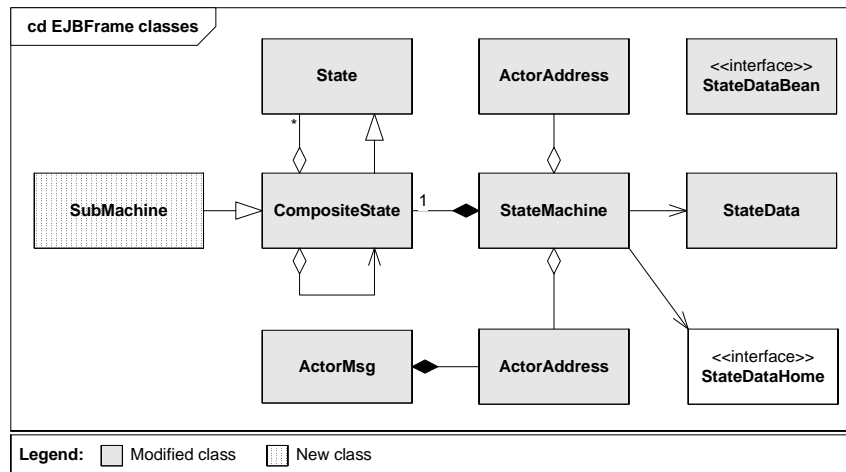 cd EJBFrame classes
State
ActorAddress
<<interface>>
StateDataBean
*
SubMachine
CompositeState
1
StateMachine
StateData
ActorMsg
ActorAddress
<<interface>>
StateDataHome
Legend: Modified class New class